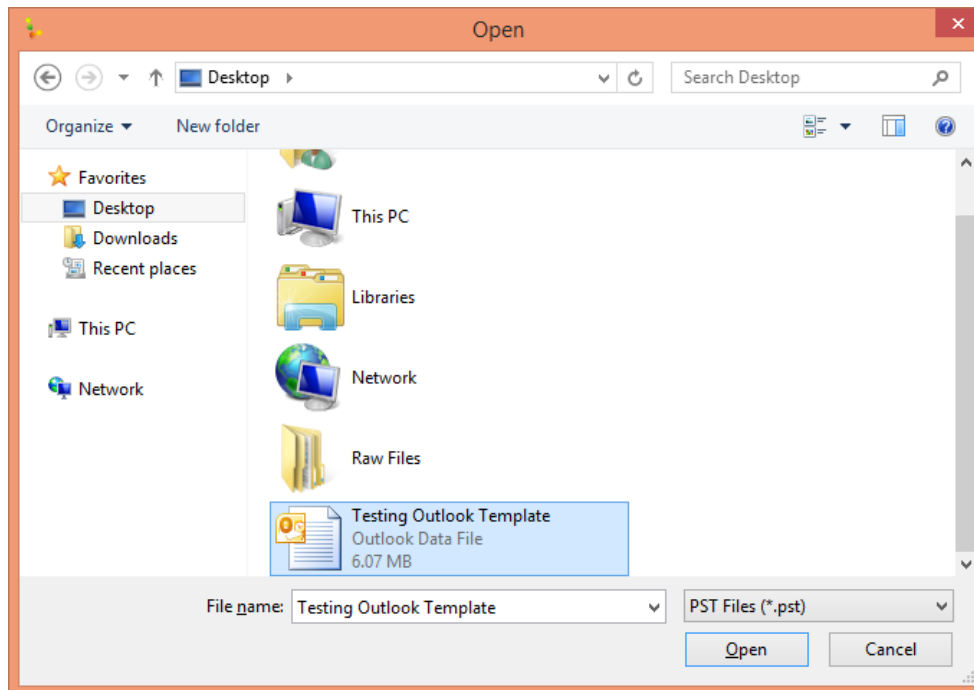 Open
Desktop
Search Desktop
Organize
New folder
Favorites
Desktop
Downloads
Recent places
This PC
Network
This PC
Libraries
Network
Raw Files
Testing Outlook Template
Outlook Data File
6.07 MB
File name: Testing Outlook Template
PST Files (*.pst)
Open
Cancel